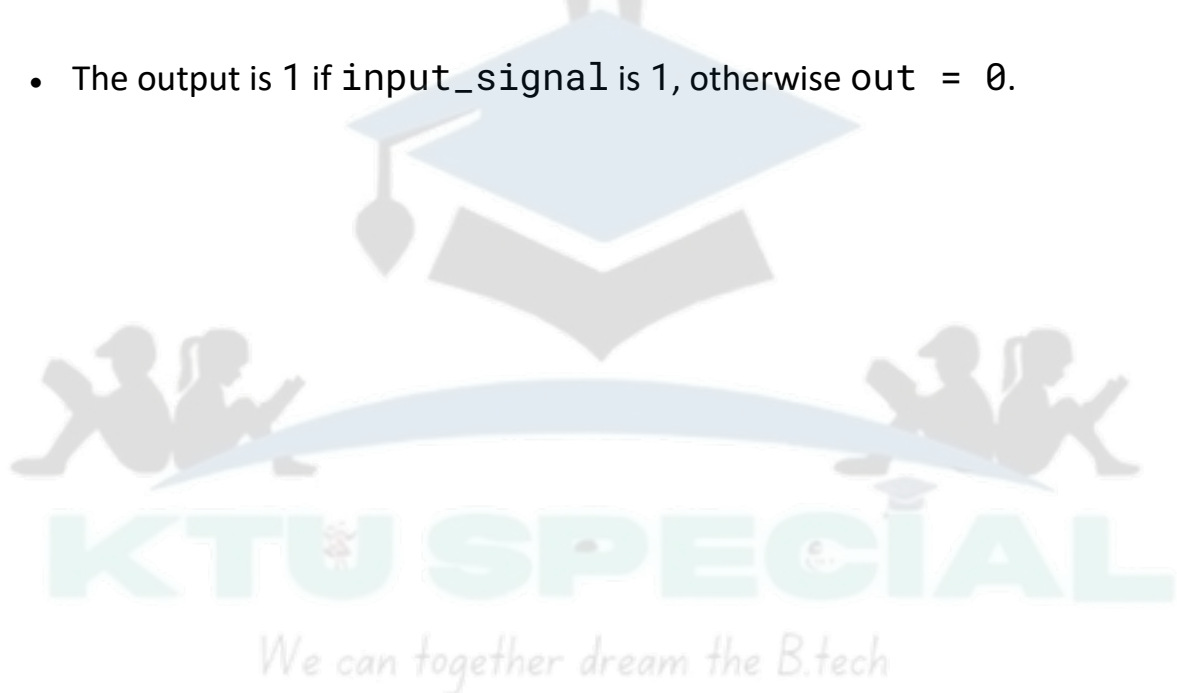 • The output is 1 if input_signal is 1, otherwise out = 0.
KTU SPECIAL
We can together dream the B.tech